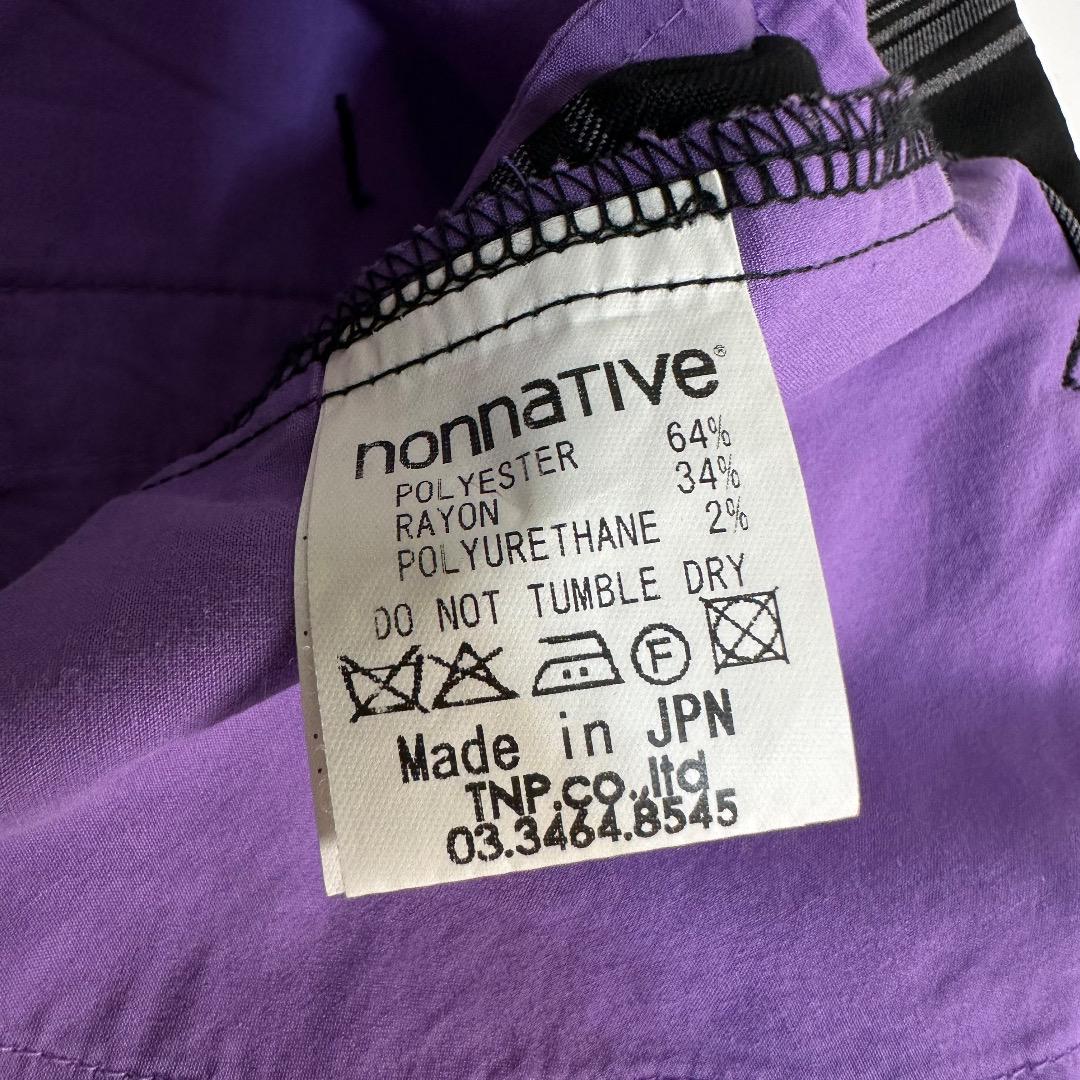 nonnaTIVe®
POLYESTER 64%
RAYON 34%
POLYURETHANE 2%
DO NOT TUMBLE DRY
F
Made in JPN
TNP.co.,ltd
03.3464.8545